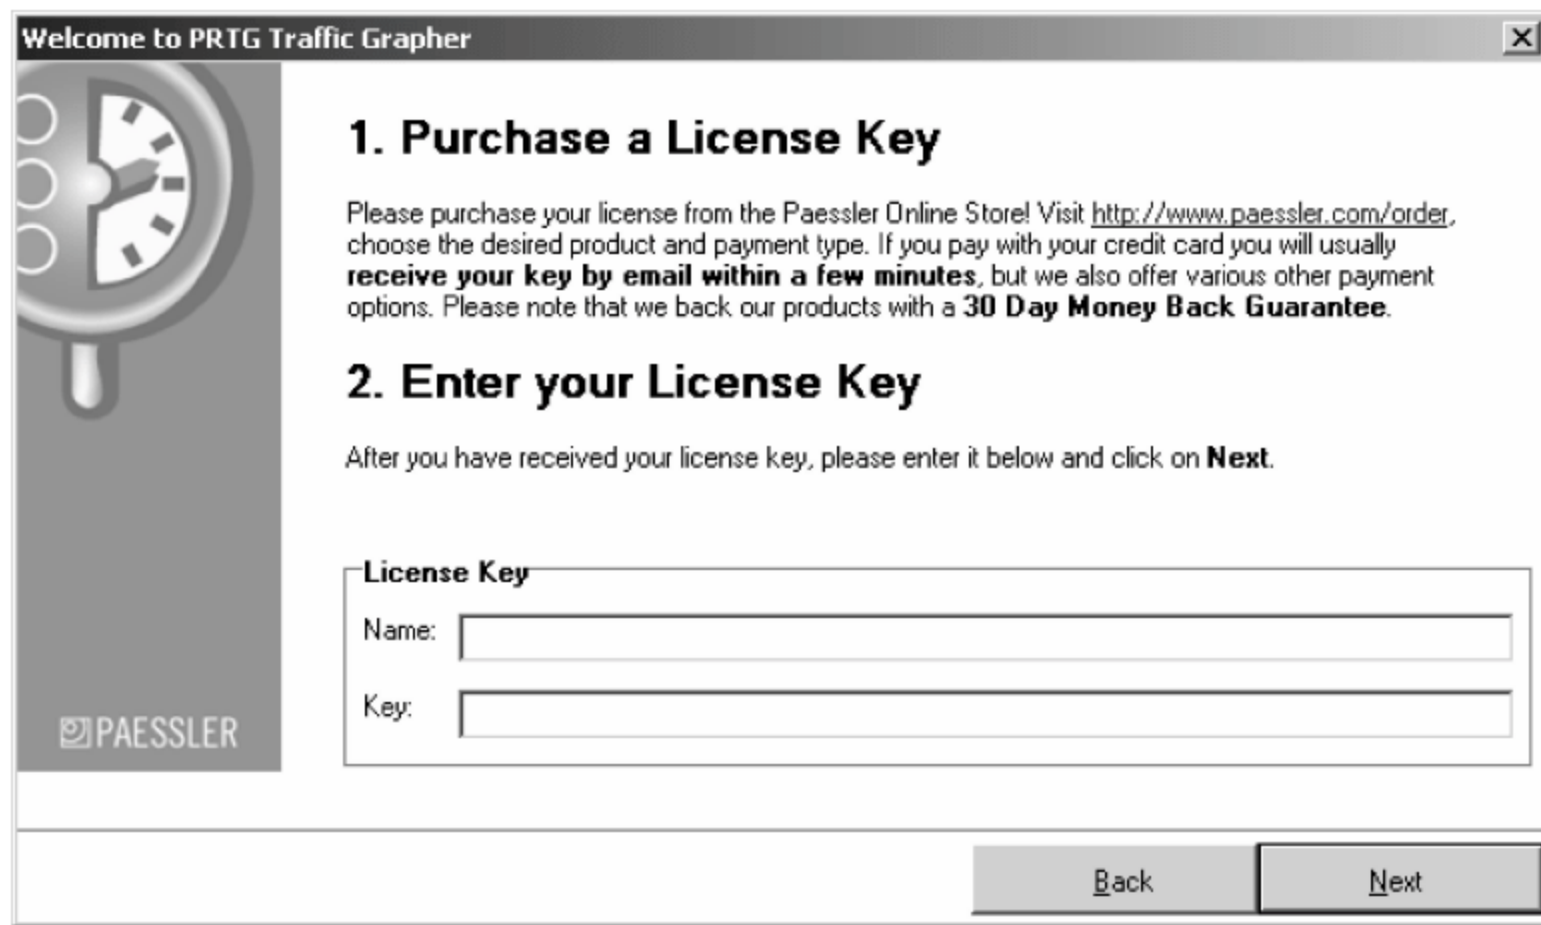 Welcome to PRTG Traffic Grapher
1. Purchase a License Key
Please purchase your license from the Paessler Online Store! Visit http://www.paessler.com/order,
choose the desired product and payment type. If you pay with your credit card you will usually
receive your key by email within a few minutes, but we also offer various other payment
options. Please note that we back our products with a 30 Day Money Back Guarantee.
2. Enter your License Key
After you have received your license key, please enter it below and click on Next.
License Key
Name:
Key:
PAESSLER
Back
Next